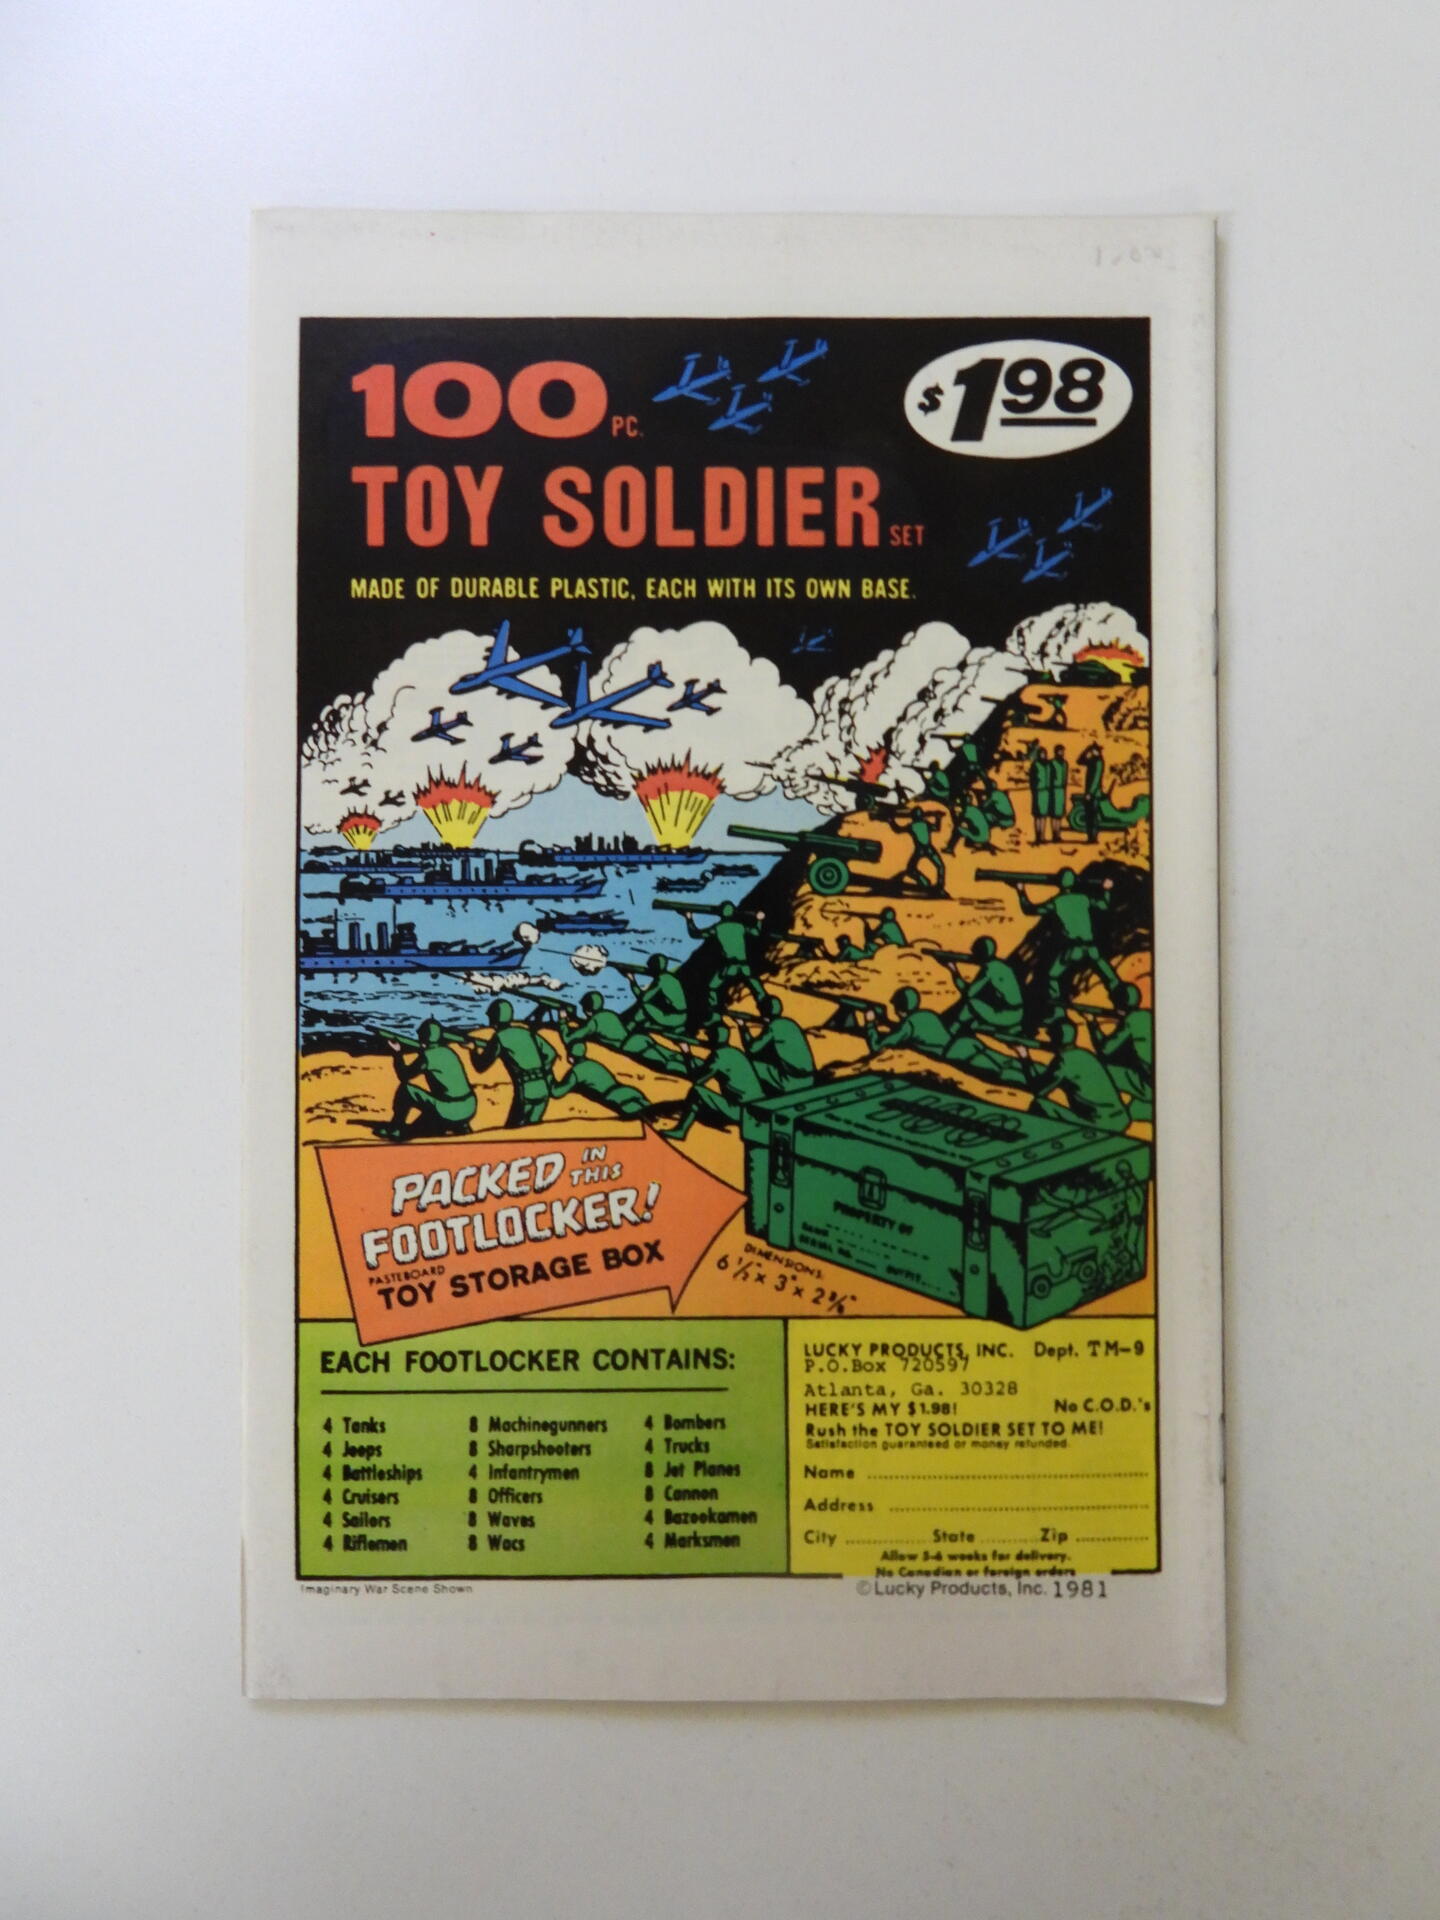 100 PC.
$1.98
TOY SOLDIER SET
MADE OF DURABLE PLASTIC, EACH WITH ITS OWN BASE.
PACKED IN THIS
FOOTLOCKER!
PASTEBOARD
TOY STORAGE BOX
PROPERTY OF
NAME
SERIAL NO.
OUTFIT
DIMENSIONS:
EACH FOOTLOCKER CONTAINS:
4 Tanks
4 Jeeps
4 Battleships
4 Cruisers
4 Sailors
4 Riflemen
8 Machinegunners
8 Sharpshooters
4 Infantrymen
8 Officers
8 Waves
8 Wacs
4 Bombers
4 Trucks
8 Jet Planes
8 Cannon
4 Bazookamen
4 Marksmen
LUCKY PRODUCTS, INC. Dept. TM-9
P.O.Box 720597
Atlanta, Ga. 30328
HERE'S MY $1.98! No C.O.D.'s
Rush the TOY SOLDIER SET TO ME!
Satisfaction guaranteed or money refunded.
Name
Address
City State Zip
Allow 5-6 weeks for delivery.
No Canadian or foreign orders
Imaginary War Scene Shown
© Lucky Products, Inc. 1981